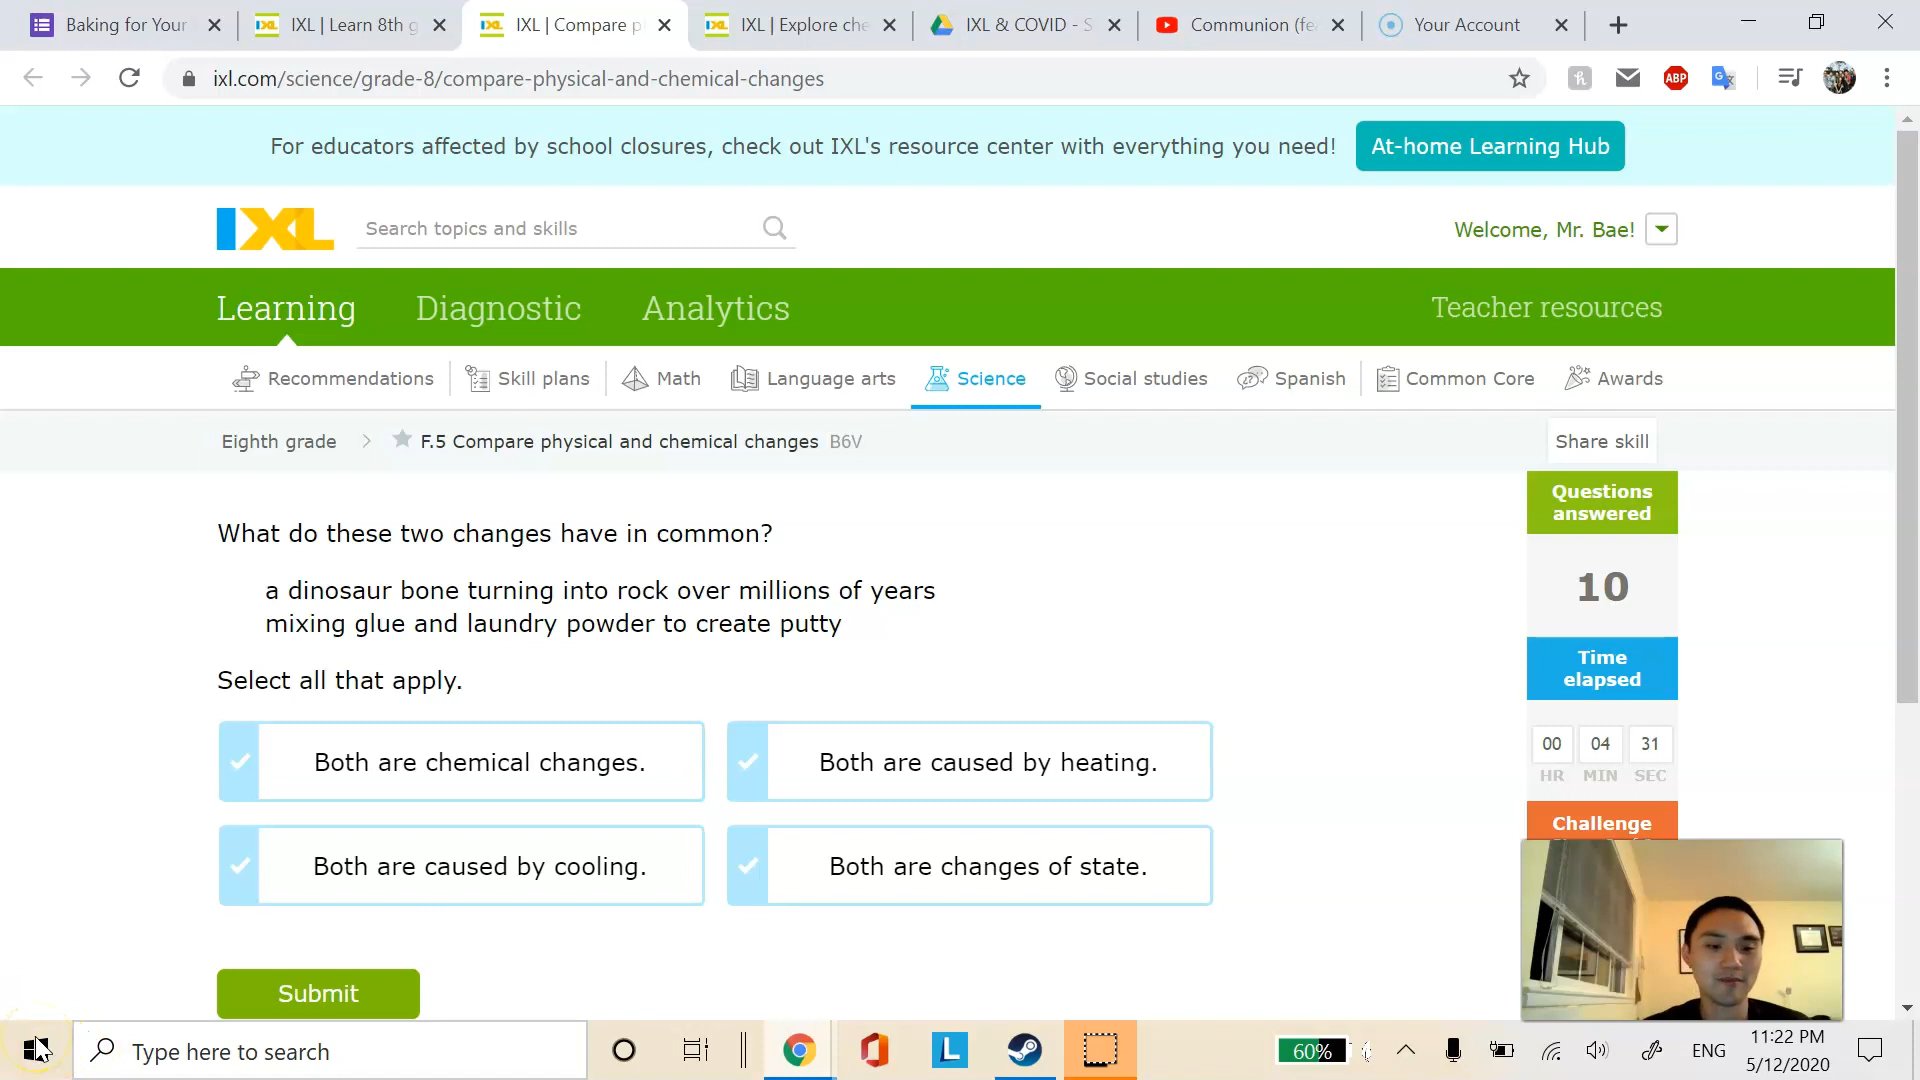 Baking for Your
IXL | Learn 8th g
IXL | Compare p
IXL | Explore che
IXL & COVID - S
Communion (fe
Your Account
ixl.com/science/grade-8/compare-physical-and-chemical-changes
ABP
For educators affected by school closures, check out IXL's resource center with everything you need!
At-home Learning Hub
IXL
Search topics and skills
Welcome, Mr. Bae!
Learning
Diagnostic
Analytics
Teacher resources
Recommendations
Skill plans
Math
Language arts
Science
Social studies
Spanish
Common Core
Awards
Eighth grade
F.5 Compare physical and chemical changes B6V
Share skill
What do these two changes have in common?
a dinosaur bone turning into rock over millions of years
mixing glue and laundry powder to create putty
Select all that apply.
Both are chemical changes.
Both are caused by heating.
Both are caused by cooling.
Both are changes of state.
Submit
Questions
answered
10
Time
elapsed
00 04 31
HR MIN SEC
Challenge
Type here to search
L
60%
ENG
11:22 PM
5/12/2020